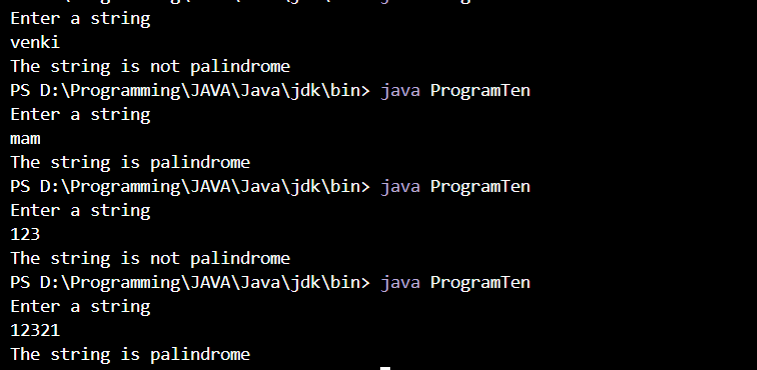 Enter a string
venki
The string is not palindrome
PS D:\Programming\JAVA\Java\jdk\bin> java ProgramTen
Enter a string
mam
The string is palindrome
PS D:\Programming\JAVA\Java\jdk\bin> java ProgramTen
Enter a string
123
The string is not palindrome
PS D:\Programming\JAVA\Java\jdk\bin> java ProgramTen
Enter a string
12321
The string is palindrome